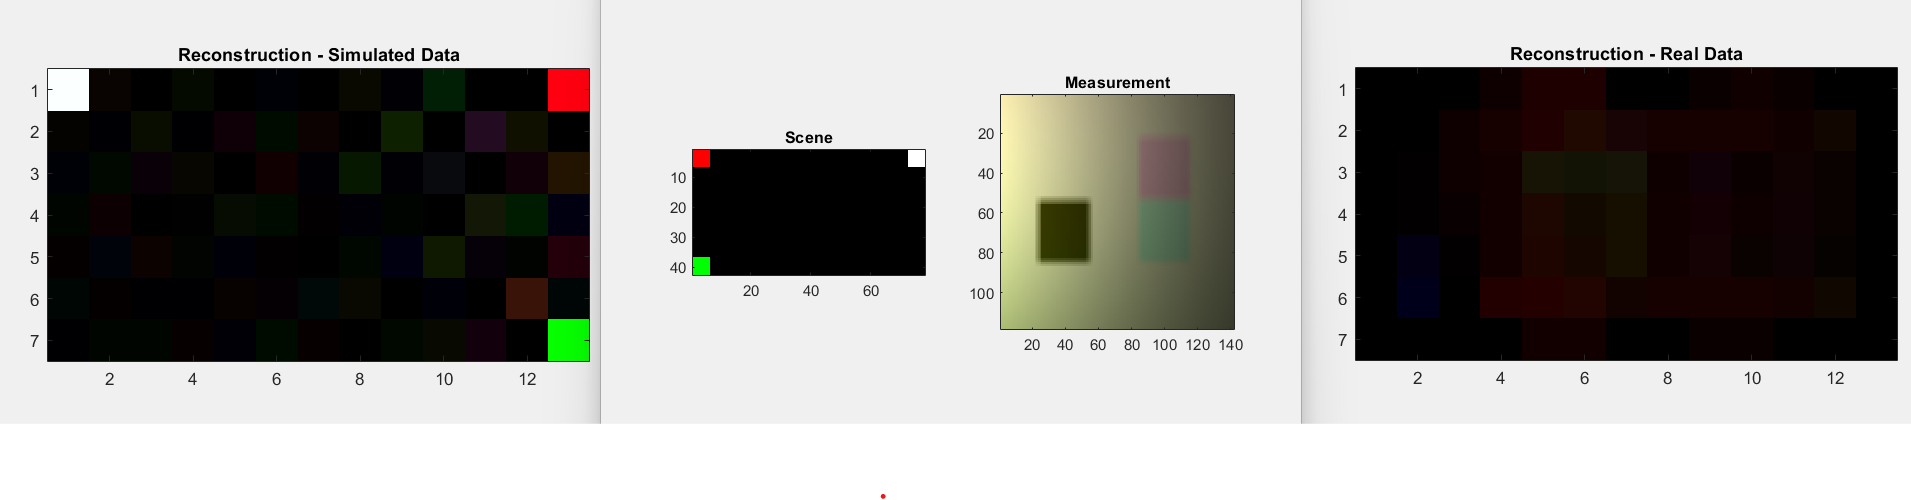 Reconstruction - Simulated Data
1
2
3
4
5
6
7
2 4 6 8 10 12
Scene
10
20
30
40
20 40 60
Measurement
20
40
60
80
100
20 40 60 80 100 120 140
Reconstruction - Real Data
1
2
3
4
5
6
7
2 4 6 8 10 12